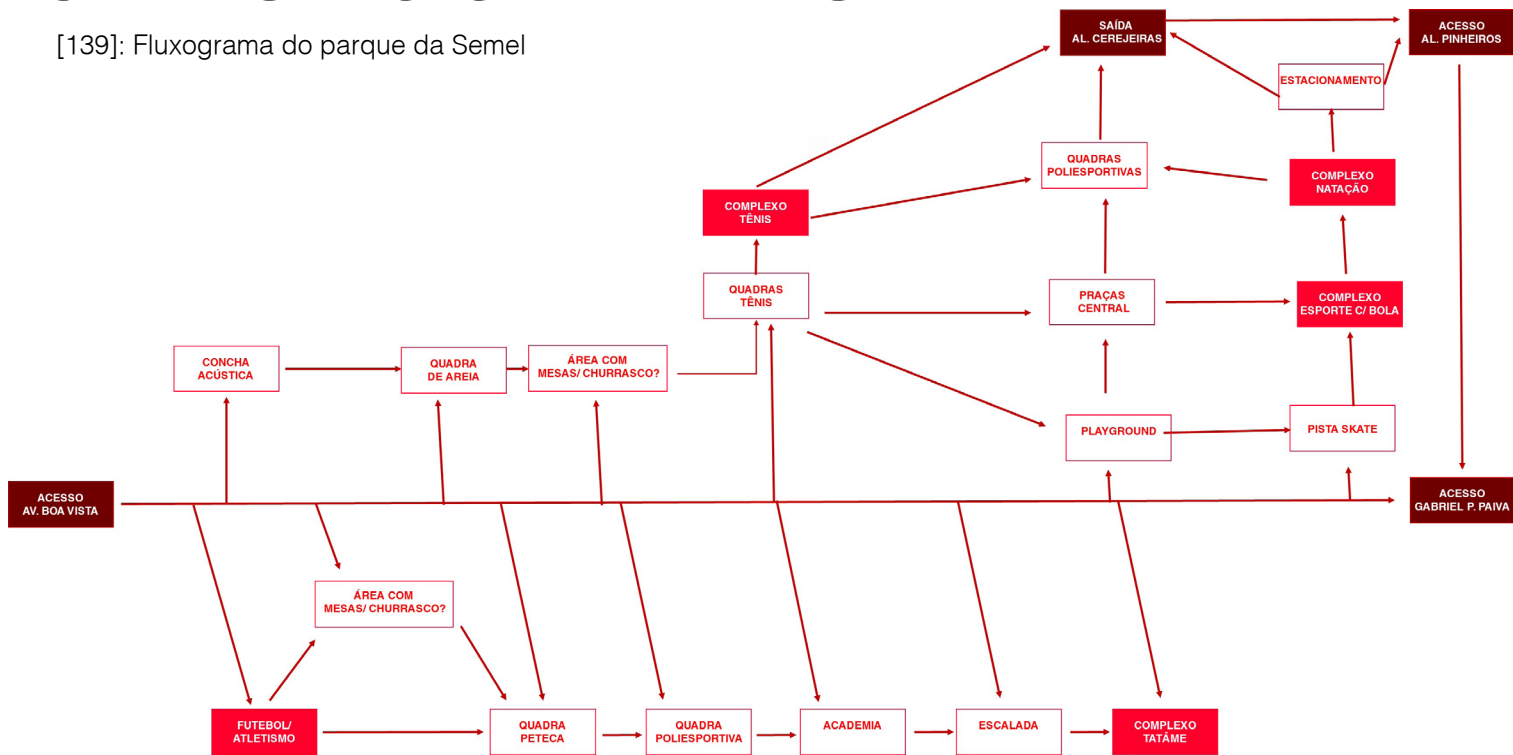 [139]: Fluxograma do parque da Semel
SAÍDA
AL. CEREJEIRAS
ACESSO
AL. PINHEIROS
ESTACIONAMENTO
QUADRAS
POLIESPORTIVAS
COMPLEXO
NATAÇÃO
COMPLEXO
TÊNIS
QUADRAS
TÊNIS
PRAÇAS
CENTRAL
COMPLEXO
ESPORTE C/ BOLA
CONCHA
ACÚSTICA
QUADRA
DE AREIA
ÁREA COM
MESAS/ CHURRASCO?
PLAYGROUND
PISTA SKATE
ACESSO
AV. BOA VISTA
ACESSO
GABRIEL P. PAIVA
ÁREA COM
MESAS/ CHURRASCO?
FUTEBOL/
ATLETISMO
QUADRA
PETECA
QUADRA
POLIESPORTIVA
ACADEMIA
ESCALADA
COMPLEXO
TATÂME